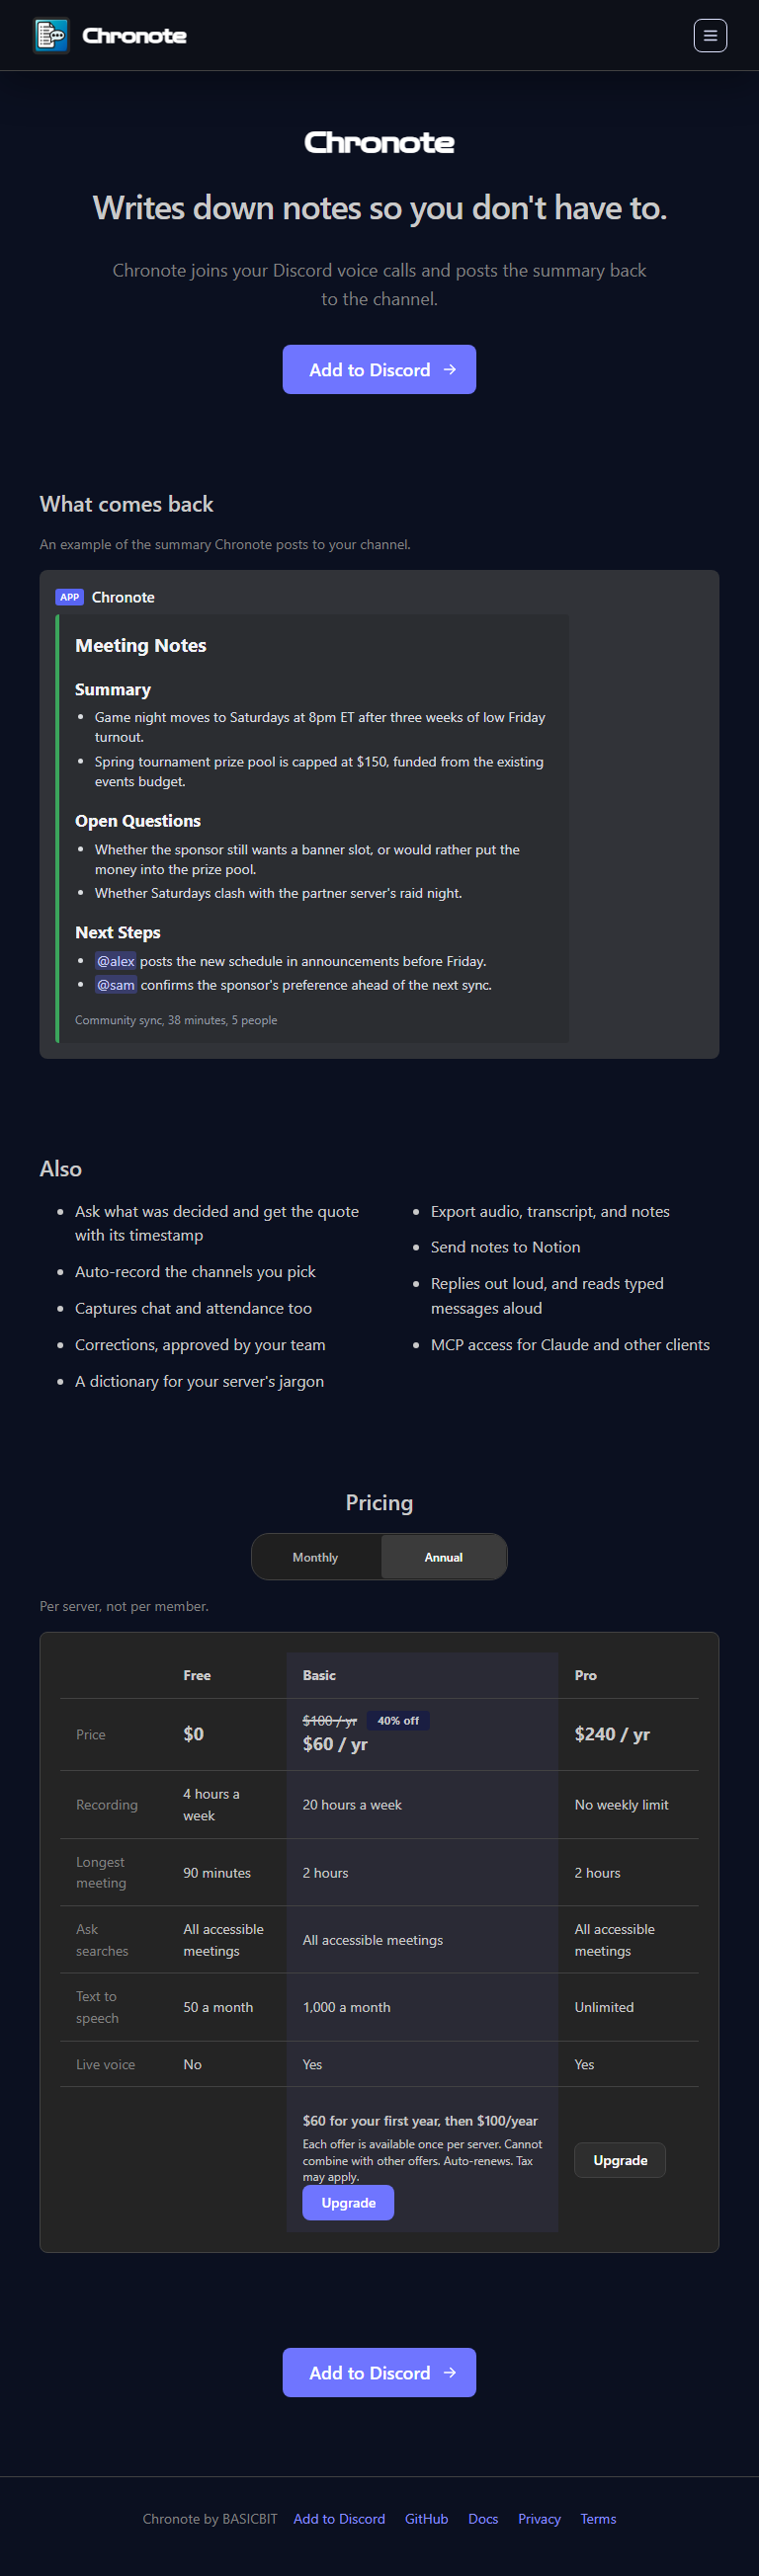 Chronote
Chronote
Writes down notes so you don't have to.
Chronote joins your Discord voice calls and posts the summary back
to the channel.
Add to Discord →
What comes back
An example of the summary Chronote posts to your channel.
APP Chronote
Meeting Notes
Summary
• Game night moves to Saturdays at 8pm ET after three weeks of low Friday
turnout.
• Spring tournament prize pool is capped at $150, funded from the existing
events budget.
Open Questions
• Whether the sponsor still wants a banner slot, or would rather put the
money into the prize pool.
• Whether Saturdays clash with the partner server's raid night.
Next Steps
• @alex posts the new schedule in announcements before Friday.
• @sam confirms the sponsor's preference ahead of the next sync.
Community sync, 38 minutes, 5 people
Also
• Ask what was decided and get the quote
with its timestamp
• Auto-record the channels you pick
• Captures chat and attendance too
• Corrections, approved by your team
• A dictionary for your server's jargon
• Export audio, transcript, and notes
• Send notes to Notion
• Replies out loud, and reads typed
messages aloud
• MCP access for Claude and other clients
Pricing
Monthly Annual
Per server, not per member.
Free Basic Pro
Price $0 $100 / yr 40% off $60 / yr $240 / yr
Recording 4 hours a week 20 hours a week No weekly limit
Longest meeting 90 minutes 2 hours 2 hours
Ask searches All accessible meetings All accessible meetings All accessible meetings
Text to speech 50 a month 1,000 a month Unlimited
Live voice No Yes Yes
$60 for your first year, then $100/year
Each offer is available once per server. Cannot
combine with other offers. Auto-renews. Tax
may apply.
Upgrade
Upgrade
Add to Discord →
Chronote by BASICBIT Add to Discord GitHub Docs Privacy Terms